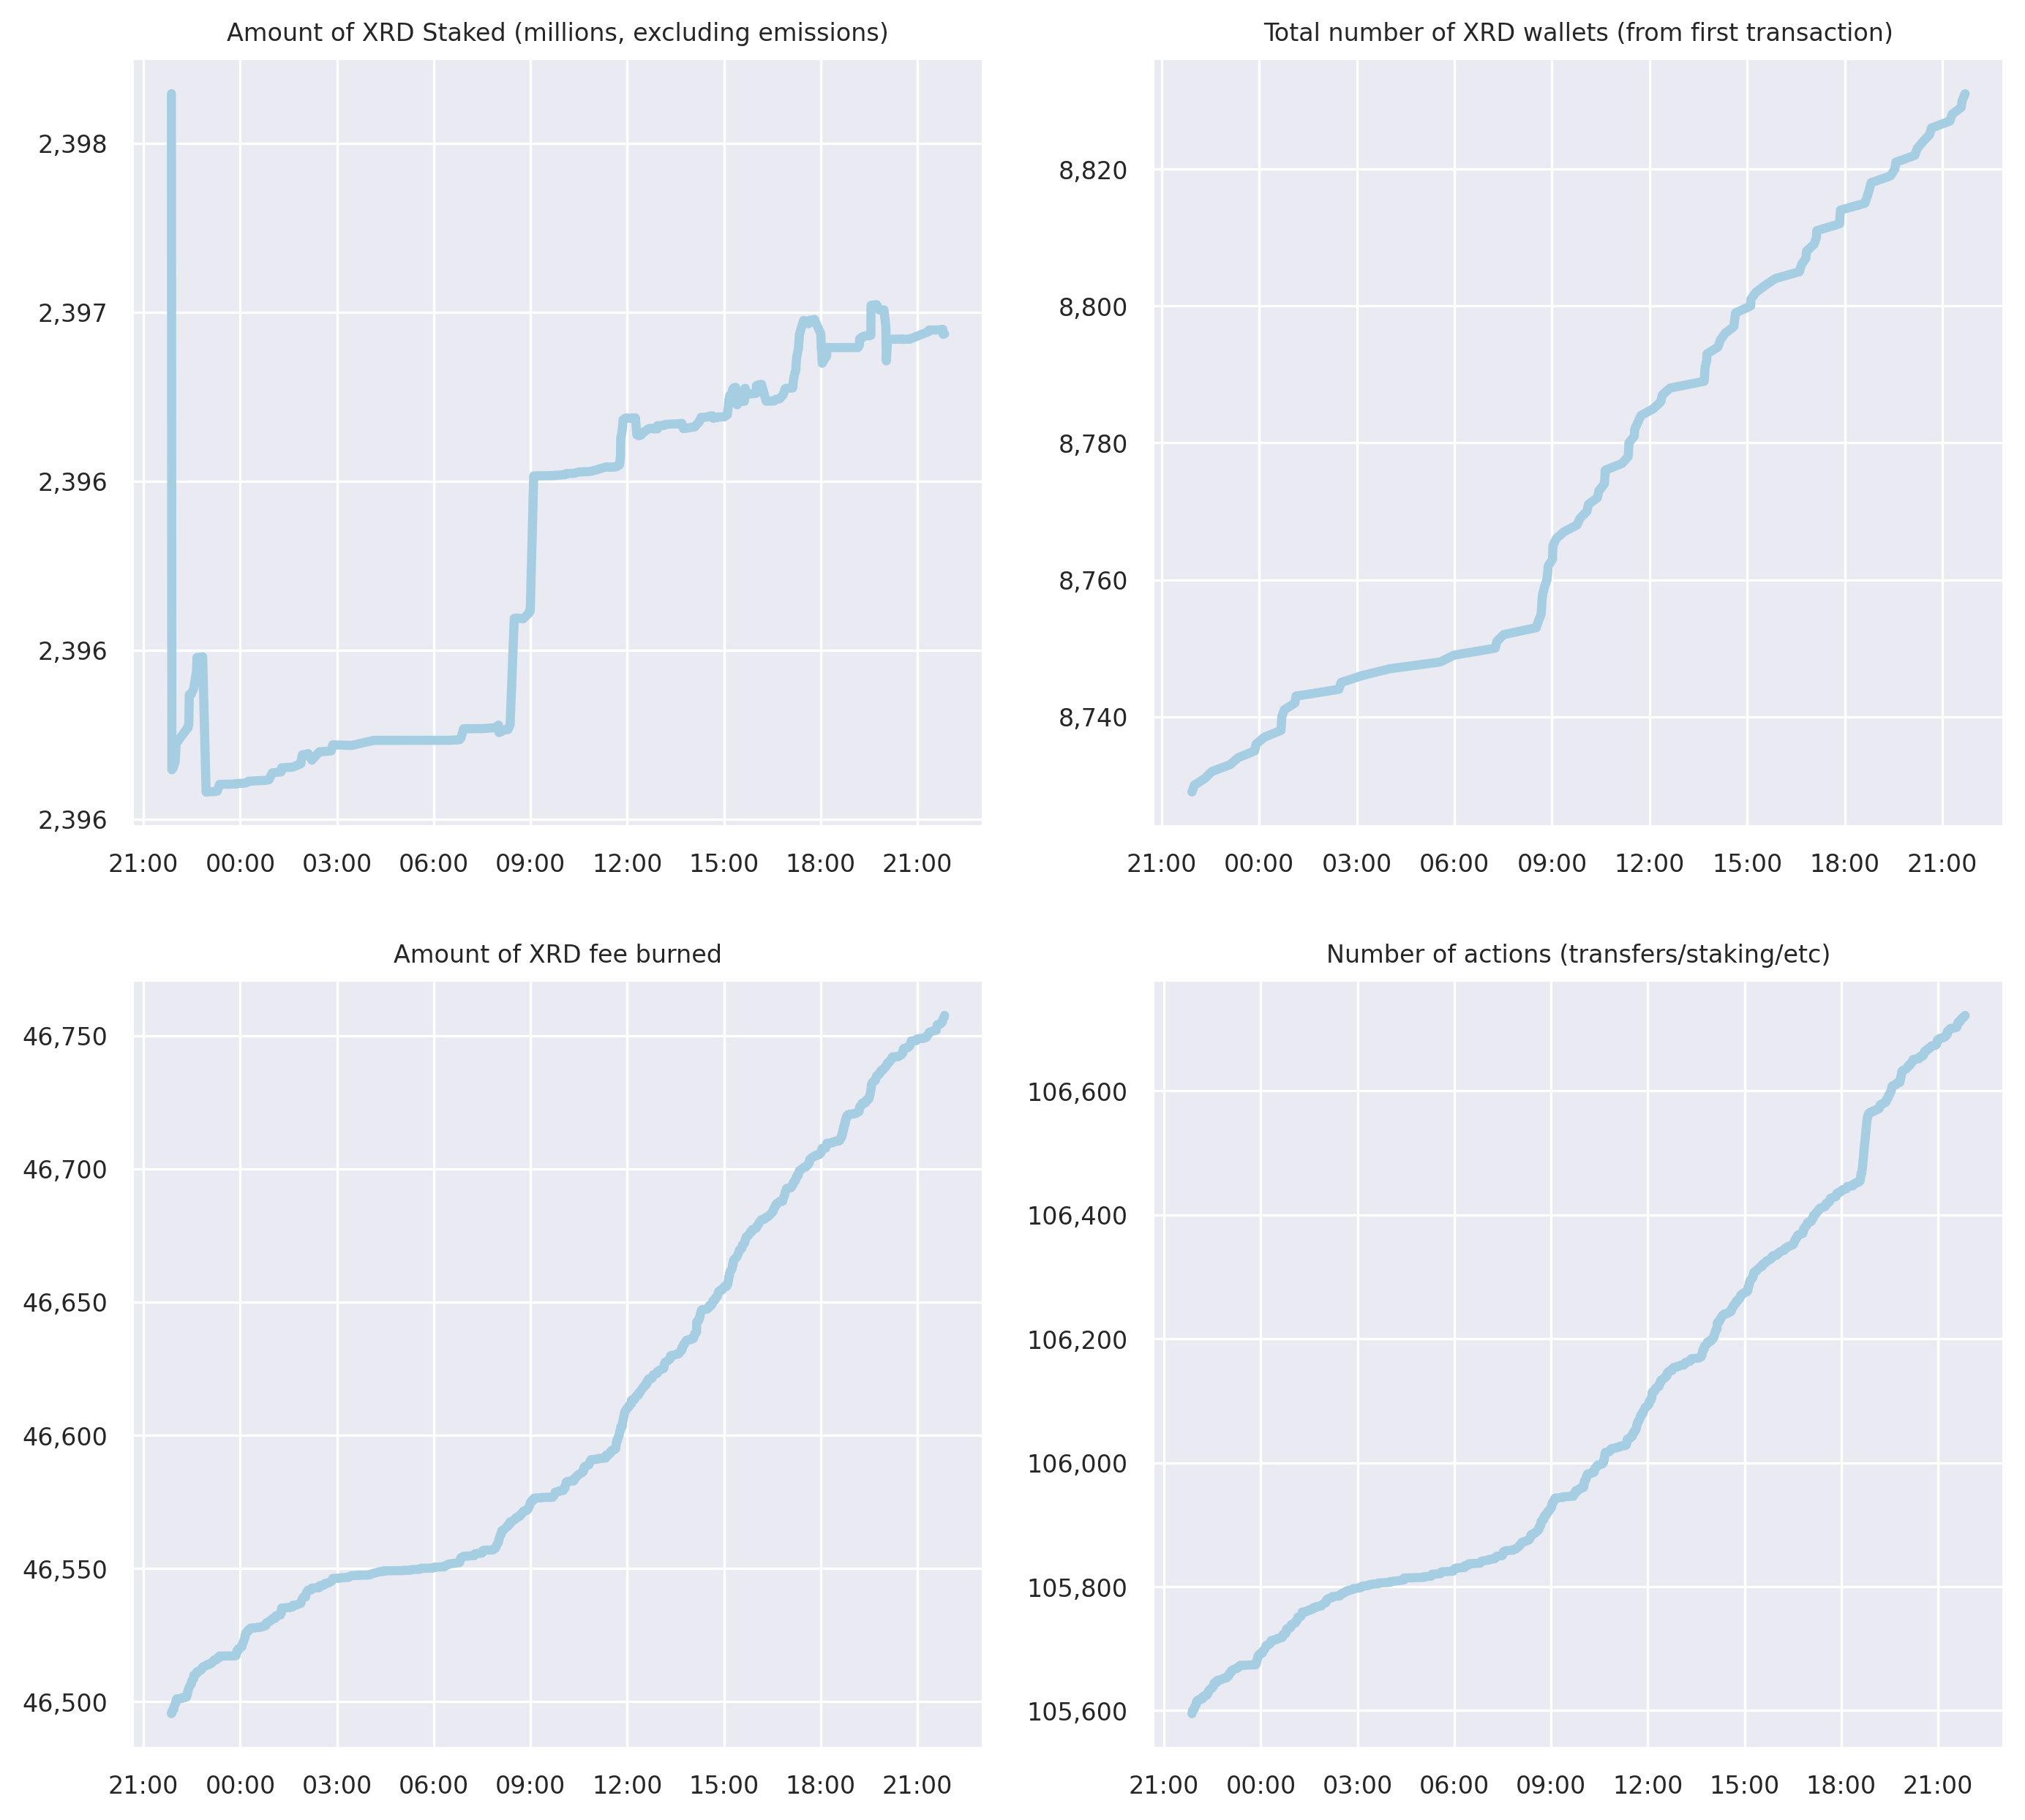 Amount of XRD Staked (millions, excluding emissions)
2,398
2,397
2,396
2,396
2,396
21:00 00:00 03:00 06:00 09:00 12:00 15:00 18:00 21:00
Total number of XRD wallets (from first transaction)
8,820
8,800
8,780
8,760
8,740
21:00 00:00 03:00 06:00 09:00 12:00 15:00 18:00 21:00
Amount of XRD fee burned
46,750
46,700
46,650
46,600
46,550
46,500
21:00 00:00 03:00 06:00 09:00 12:00 15:00 18:00 21:00
Number of actions (transfers/staking/etc)
106,600
106,400
106,200
106,000
105,800
105,600
21:00 00:00 03:00 06:00 09:00 12:00 15:00 18:00 21:00